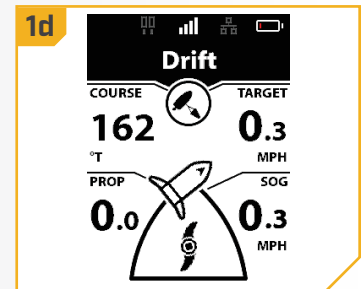 1d
Drift
COURSE TARGET
162 0.3
°T MPH
PROP SOG
0.0 0.3
MPH